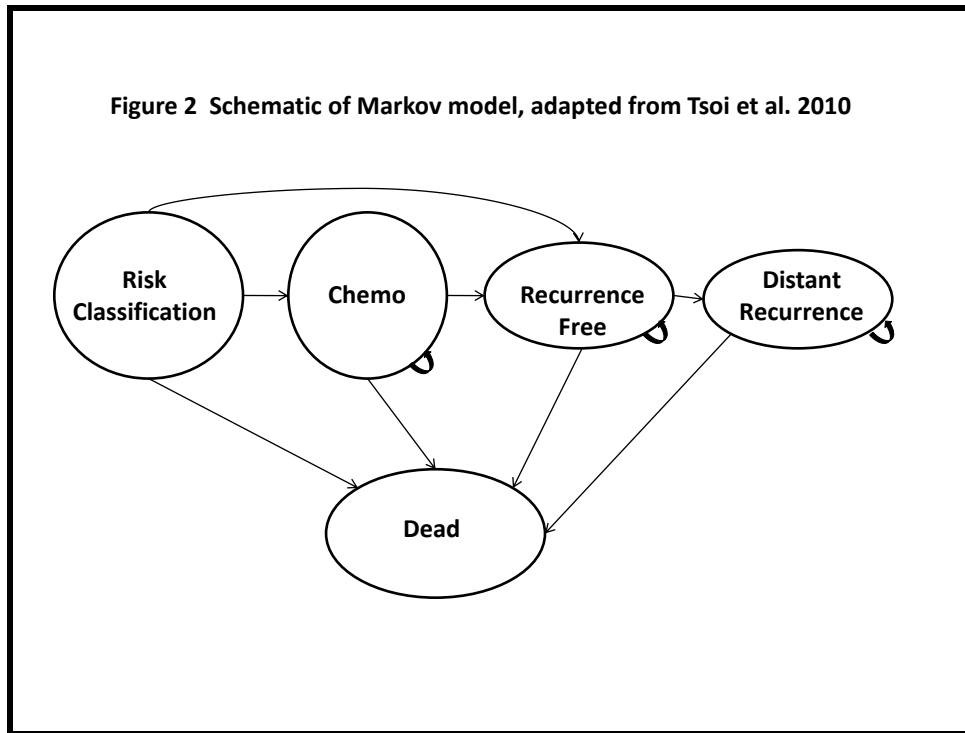 Figure 2  Schematic of Markov model, adapted from Tsoi et al. 2010
Risk
Classification
Chemo
Recurrence
Free
Distant
Recurrence
Dead